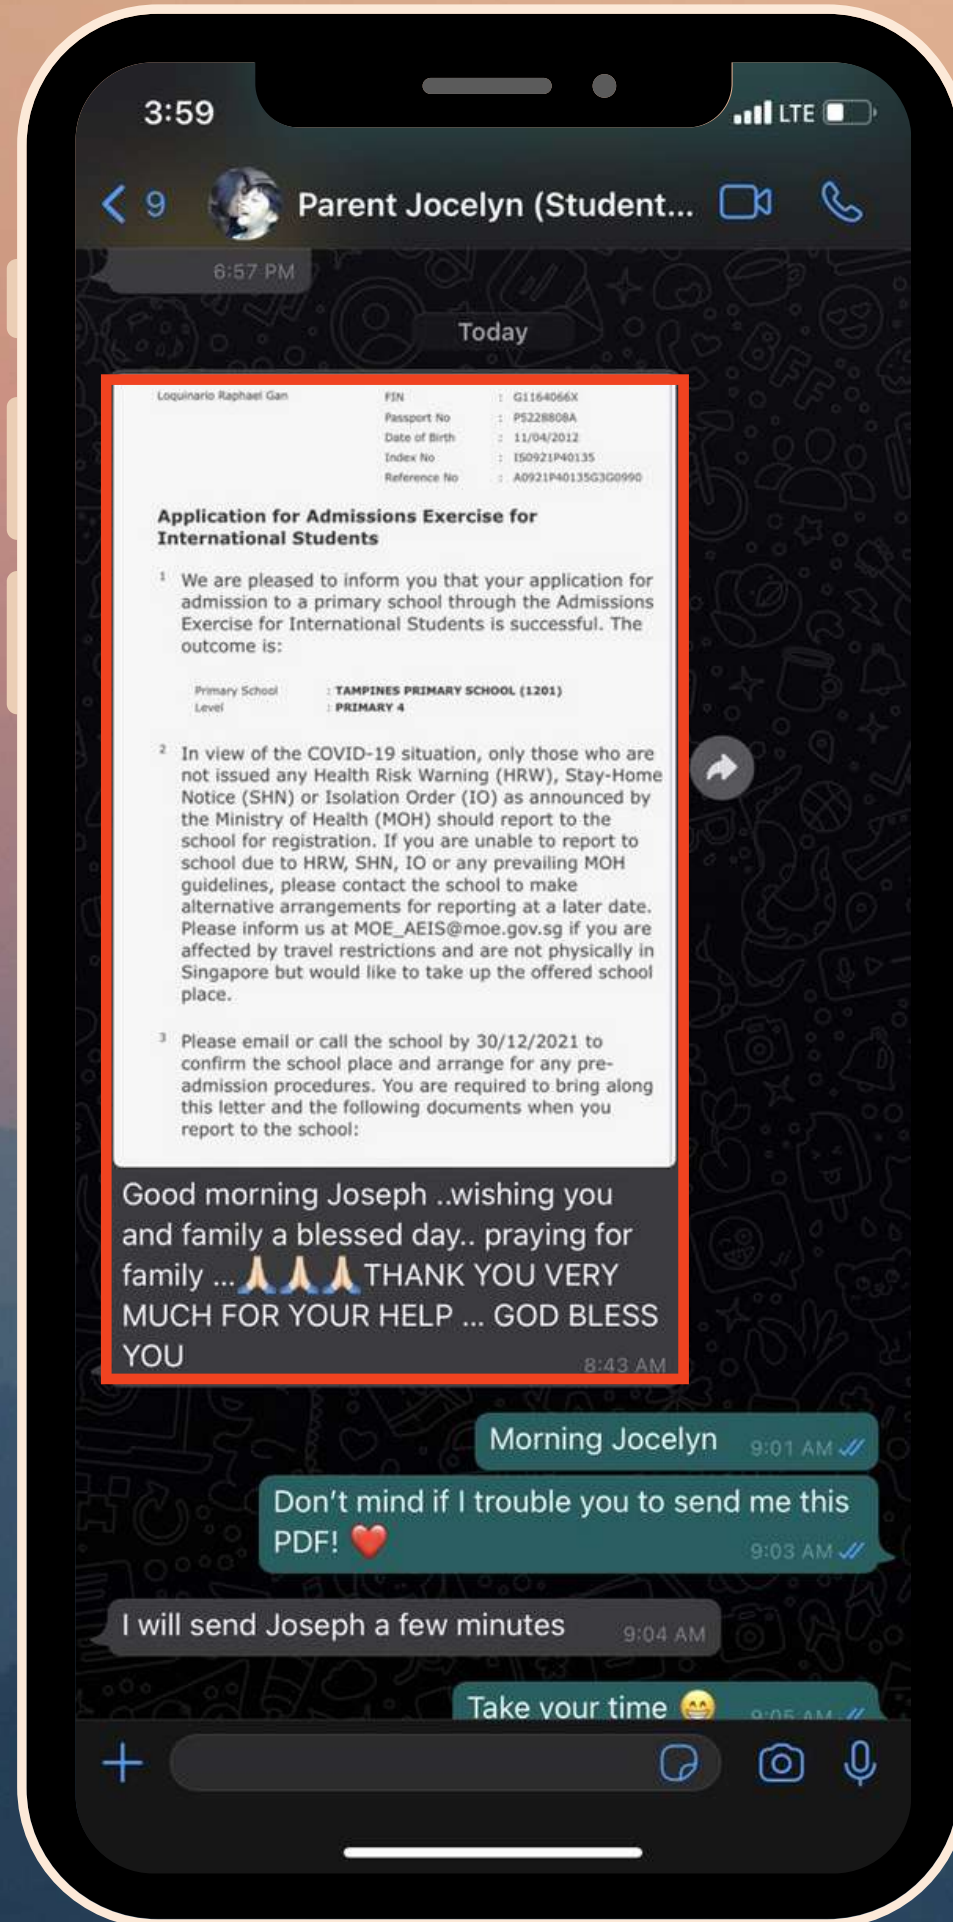 3:59
LTE
9
Parent Jocelyn (Student...
6:57 PM
Today
Loquinario Raphael Gan
FIN : G1164066X
Passport No : P5228808A
Date of Birth : 11/04/2012
Index No : IS0921P40135
Reference No : A0921P40135G3G0990
Application for Admissions Exercise for
International Students
1 We are pleased to inform you that your application for
admission to a primary school through the Admissions
Exercise for International Students is successful. The
outcome is:
Primary School : TAMPINES PRIMARY SCHOOL (1201)
Level : PRIMARY 4
2 In view of the COVID-19 situation, only those who are
not issued any Health Risk Warning (HRW), Stay-Home
Notice (SHN) or Isolation Order (IO) as announced by
the Ministry of Health (MOH) should report to the
school for registration. If you are unable to report to
school due to HRW, SHN, IO or any prevailing MOH
guidelines, please contact the school to make
alternative arrangements for reporting at a later date.
Please inform us at MOE_AEIS@moe.gov.sg if you are
affected by travel restrictions and are not physically in
Singapore but would like to take up the offered school
place.
3 Please email or call the school by 30/12/2021 to
confirm the school place and arrange for any pre-
admission procedures. You are required to bring along
this letter and the following documents when you
report to the school:
Good morning Joseph ..wishing you
and family a blessed day.. praying for
family ... 🙏🏻🙏🏻🙏🏻 THANK YOU VERY
MUCH FOR YOUR HELP ... GOD BLESS
YOU
8:43 AM
Morning Jocelyn 9:01 AM
Don't mind if I trouble you to send me this
PDF! ❤️ 9:03 AM
I will send Joseph a few minutes 9:04 AM
Take your time 😁 9:05 AM